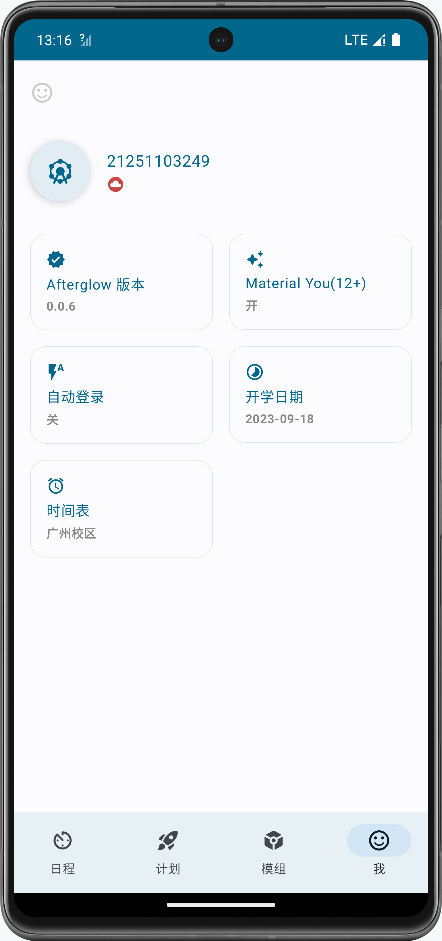 13:16
LTE
21251103249
Afterglow 版本
0.0.6
Material You(12+)
开
自动登录
关
开学日期
2023-09-18
时间表
广州校区
日程
计划
模组
我